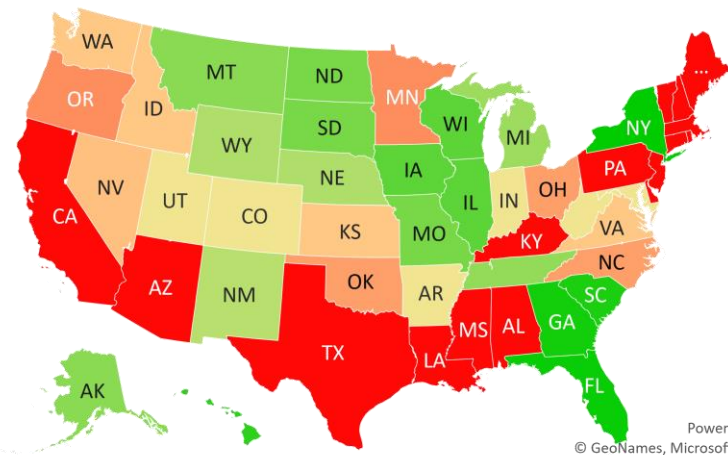 WA
MT
ND
MN
...
OR
ID
SD
WI
MI
NY
WY
IA
PA
NE
NV
UT
CO
IL
IN
OH
CA
KS
MO
KY
VA
AZ
NM
OK
AR
NC
SC
TX
LA
MS
AL
GA
AK
FL
Power
© GeoNames, Microsof